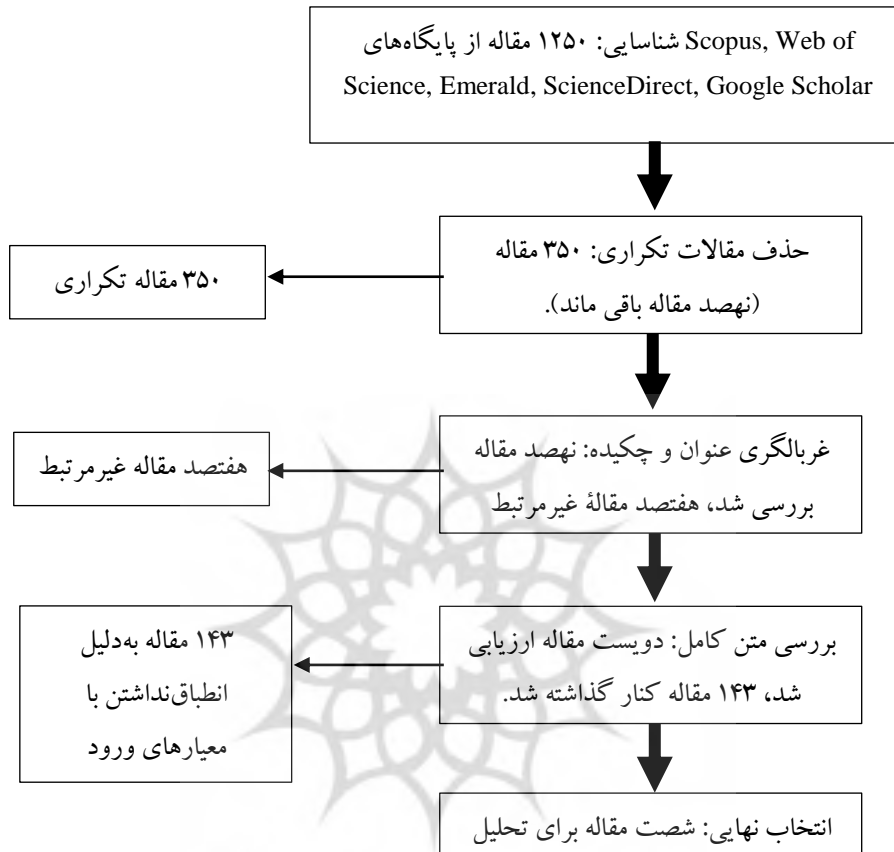 شناسایی: ۱۲۵۰ مقاله از پایگاه‌های Scopus, Web of
Science, Emerald, ScienceDirect, Google Scholar
حذف مقالات تکراری: ۳۵۰ مقاله
(نهصد مقاله باقی ماند).
۳۵۰ مقاله تکراری
غربالگری عنوان و چکیده: نهصد مقاله
بررسی شد، هفتصد مقالۀ غیرمرتبط
هفتصد مقاله غیرمرتبط
بررسی متن کامل: دویست مقاله ارزیابی
شد، ۱۴۳ مقاله کنار گذاشته شد.
۱۴۳ مقاله به‌دلیل
انطباق‌نداشتن با
معیارهای ورود
انتخاب نهایی: شصت مقاله برای تحلیل